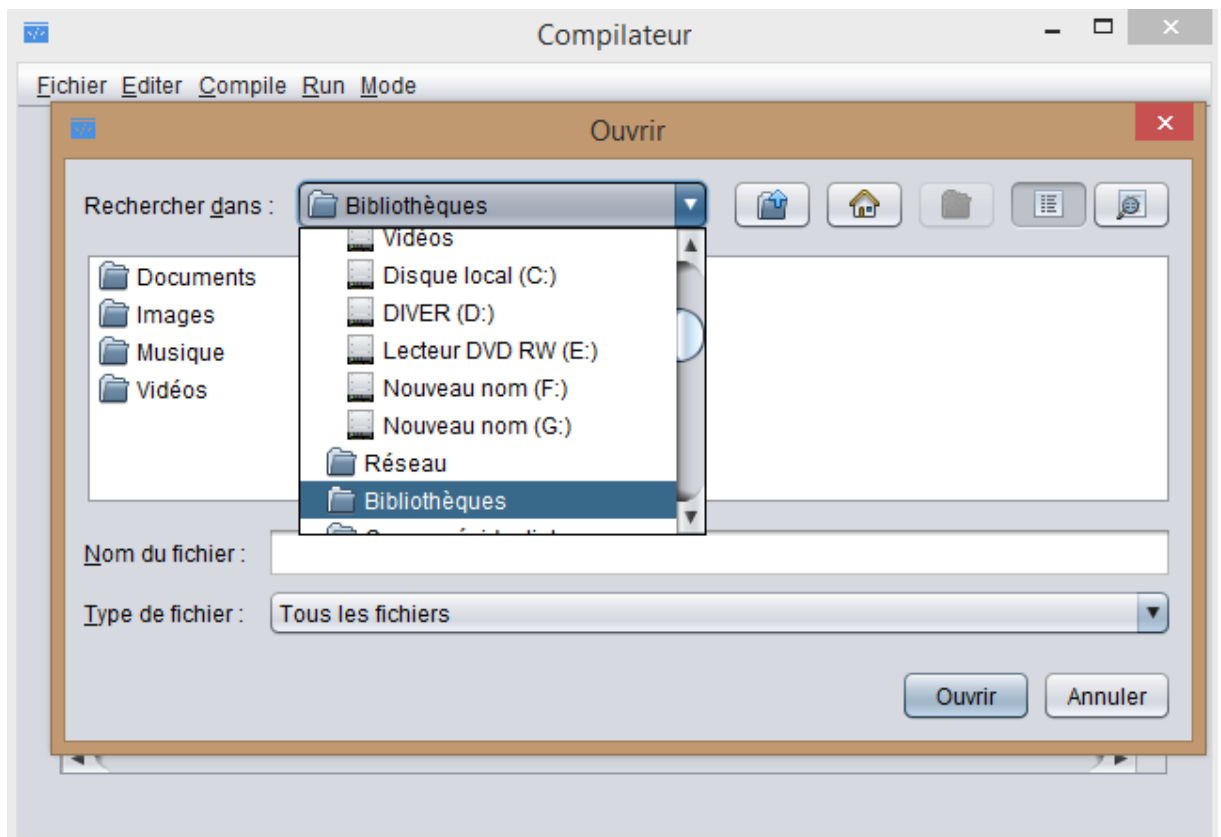 Compilateur
Fichier Editer Compile Run Mode
Ouvrir
Rechercher dans : Bibliothèques
Documents
Images
Musique
Vidéos
Vidéos
Disque local (C:)
DIVER (D:)
Lecteur DVD RW (E:)
Nouveau nom (F:)
Nouveau nom (G:)
Réseau
Bibliothèques
Nom du fichier :
Type de fichier : Tous les fichiers
Ouvrir Annuler